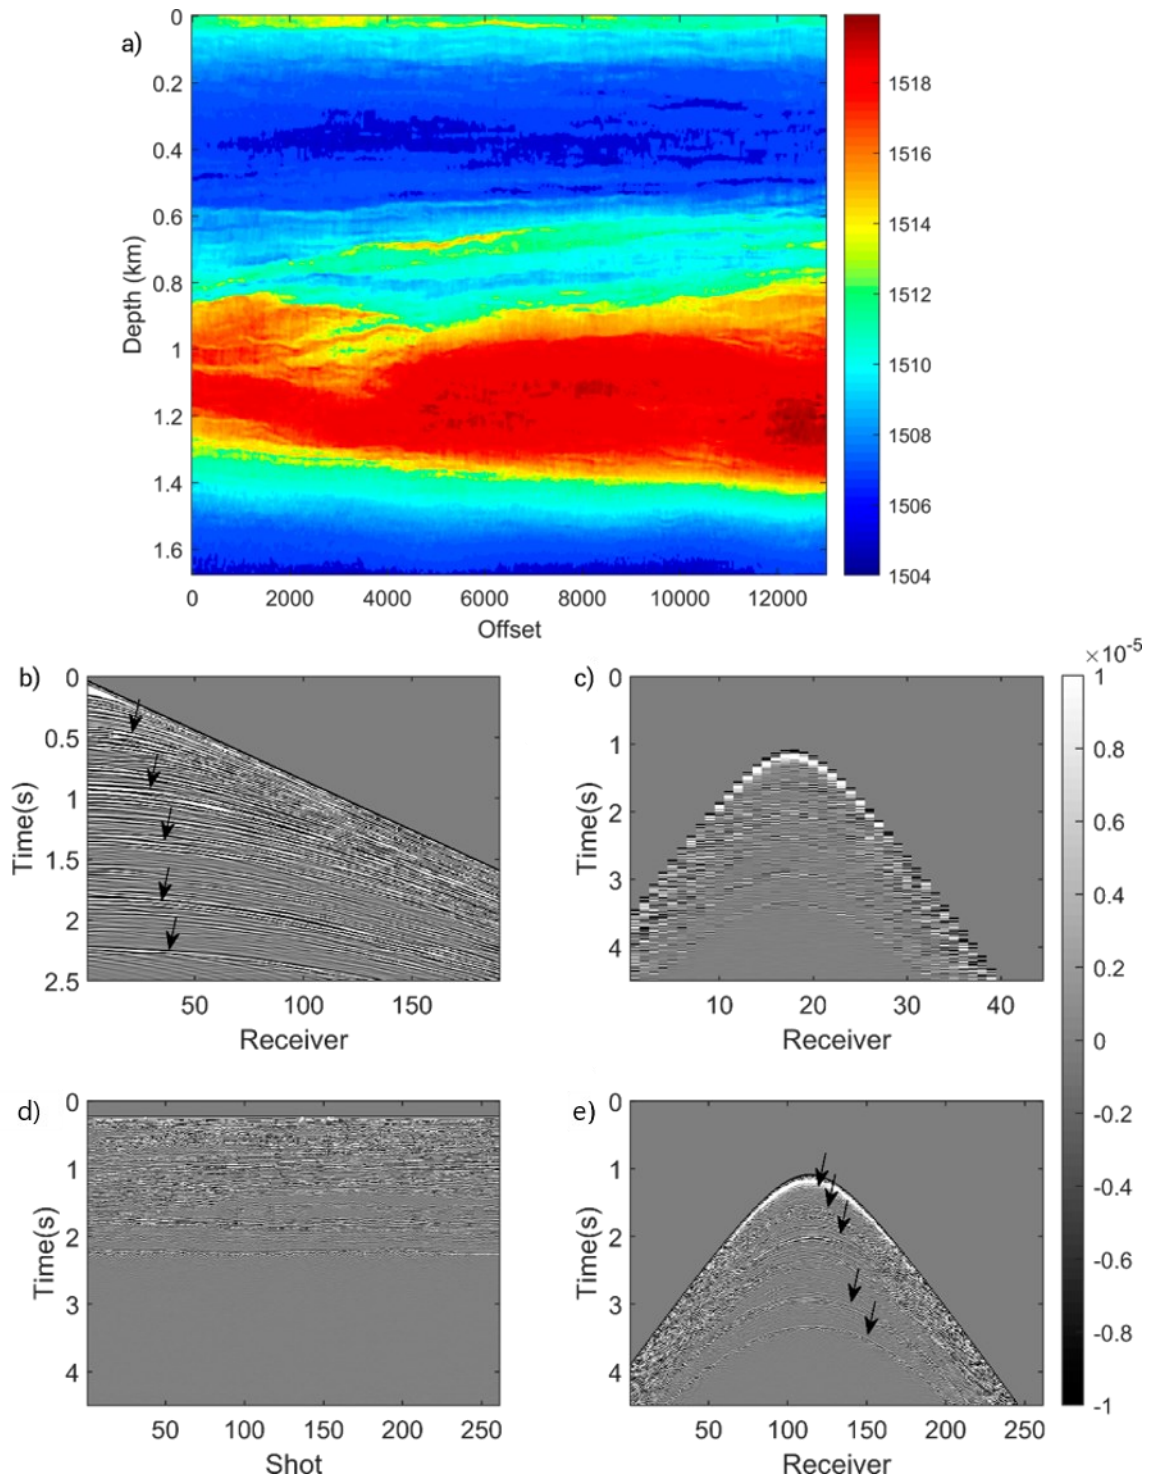 a)
0
0.2
0.4
0.6
0.8
1
1.2
1.4
1.6
Depth (km)
0 2000 4000 6000 8000 10000 12000
Offset
1518
1516
1514
1512
1510
1508
1506
1504
b)
0
0.5
1
1.5
2
2.5
Time(s)
50 100 150
Receiver
c)
0
1
2
3
4
Time(s)
10 20 30 40
Receiver
×10-5
1
0.8
0.6
0.4
0.2
0
-0.2
-0.4
-0.6
-0.8
-1
d)
0
1
2
3
4
Time(s)
50 100 150 200 250
Shot
e)
0
1
2
3
4
Time(s)
50 100 150 200 250
Receiver